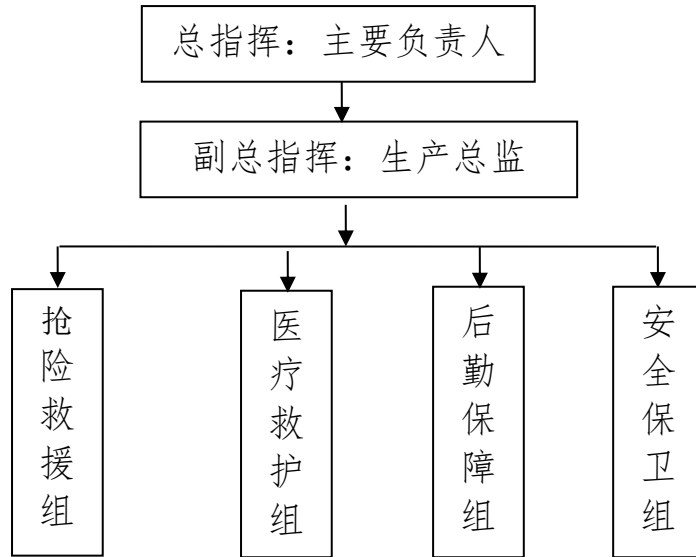 总指挥：主要负责人
副总指挥：生产总监
抢险救援组
医疗救护组
后勤保障组
安全保卫组